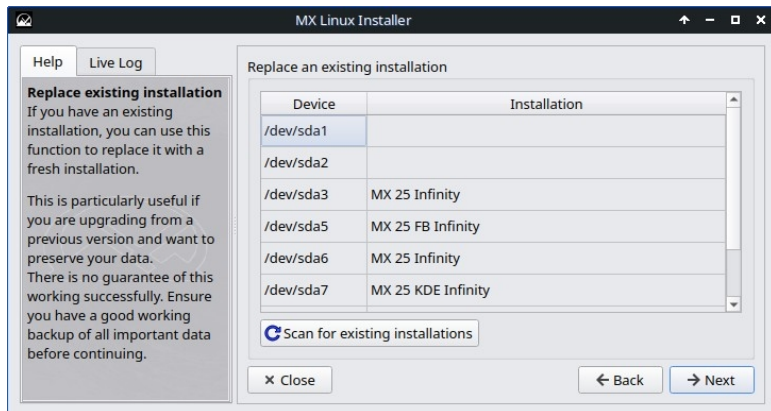 MX Linux Installer
Help
Live Log
Replace existing installation
If you have an existing
installation, you can use this
function to replace it with a
fresh installation.
This is particularly useful if
you are upgrading from a
previous version and want to
preserve your data.
There is no guarantee of this
working successfully. Ensure
you have a good working
backup of all important data
before continuing.
Replace an existing installation
Device Installation
/dev/sda1
/dev/sda2
/dev/sda3 MX 25 Infinity
/dev/sda5 MX 25 FB Infinity
/dev/sda6 MX 25 Infinity
/dev/sda7 MX 25 KDE Infinity
Scan for existing installations
Close
Back
Next